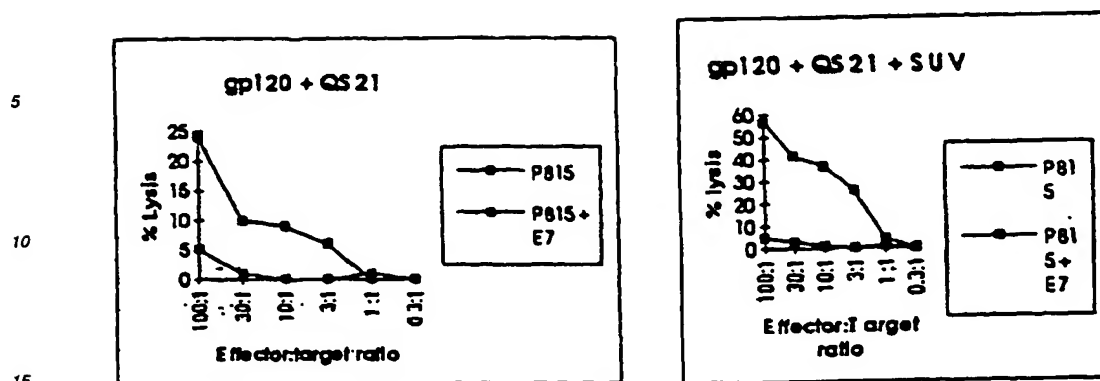 5
10
15
gp120 + QS21
% Lysis
25
20
15
10
5
0
100:1
30:1
10:1
3:1
1:1
0.3:1
Effector:target ratio
P815
P815+
E7
gp120 + QS21 + SUV
% lysis
60
50
40
30
20
10
0
100:1
30:1
10:1
3:1
1:1
0.3:1
Effector:Target
ratio
P81
5
P81
5+
E7